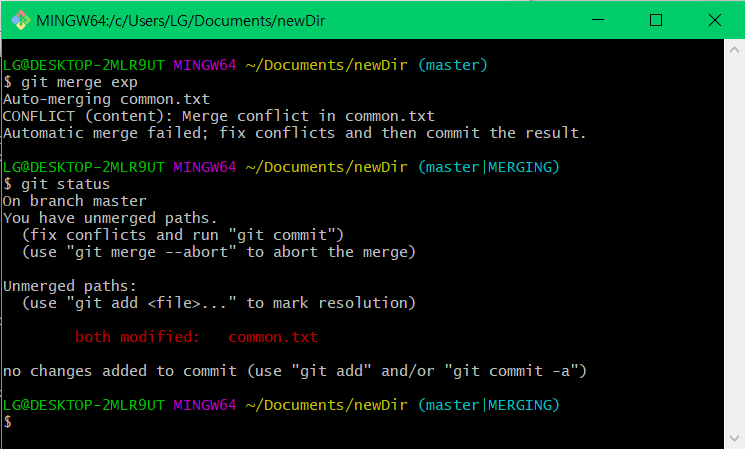 MINGW64:/c/Users/LG/Documents/newDir
LG@DESKTOP-2MLR9UT MINGW64 ~/Documents/newDir (master)
$ git merge exp
Auto-merging common.txt
CONFLICT (content): Merge conflict in common.txt
Automatic merge failed; fix conflicts and then commit the result.
LG@DESKTOP-2MLR9UT MINGW64 ~/Documents/newDir (master|MERGING)
$ git status
On branch master
You have unmerged paths.
  (fix conflicts and run "git commit")
  (use "git merge --abort" to abort the merge)
Unmerged paths:
  (use "git add <file>..." to mark resolution)
        both modified:   common.txt
no changes added to commit (use "git add" and/or "git commit -a")
LG@DESKTOP-2MLR9UT MINGW64 ~/Documents/newDir (master|MERGING)
$